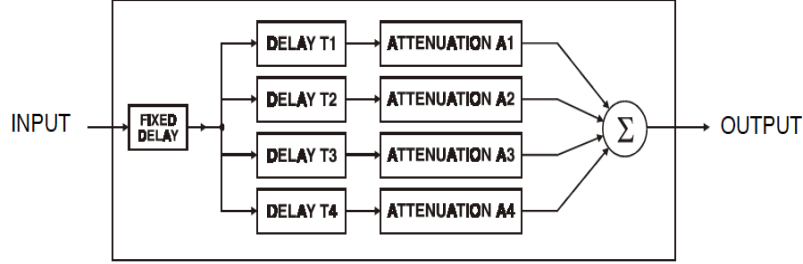 DELAY T1
ATTENUATION A1
DELAY T2
ATTENUATION A2
INPUT
FIXED
DELAY
Σ
OUTPUT
DELAY T3
ATTENUATION A3
DELAY T4
ATTENUATION A4